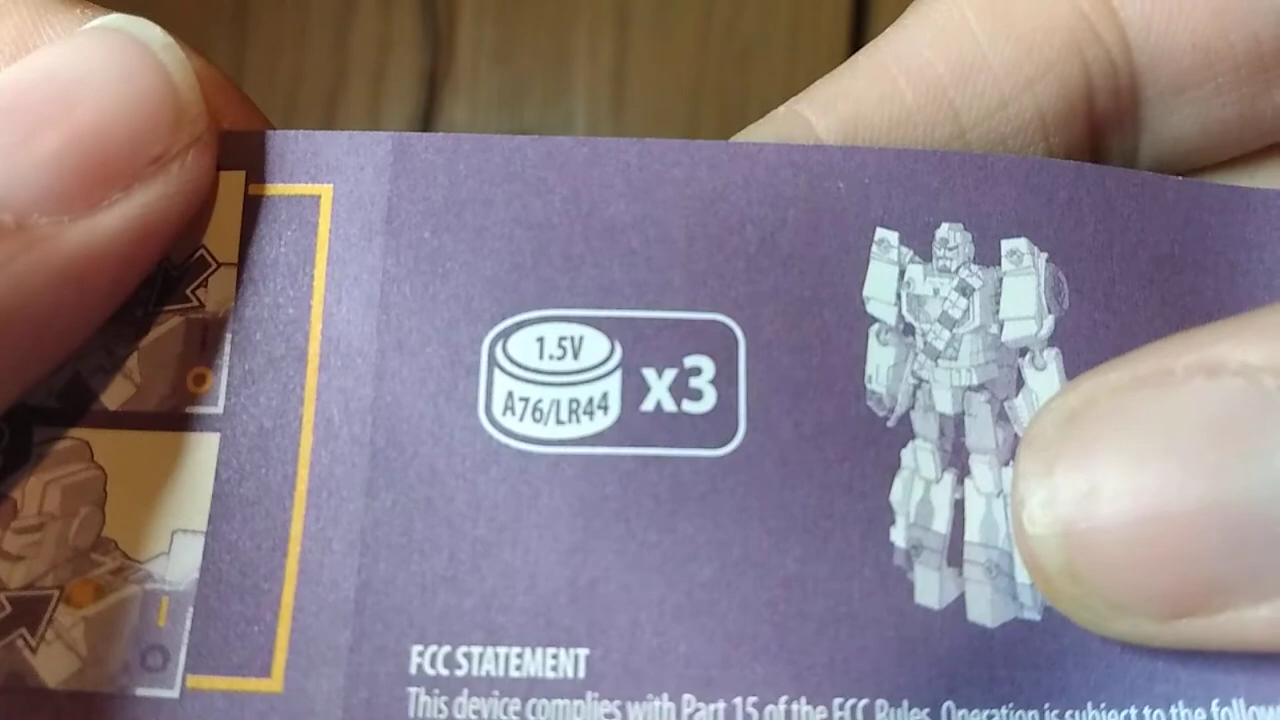 1.5V
A76/LR44
x3
FCC STATEMENT
This device complies with Part 15 of the FCC Rules. Operation is subject to the